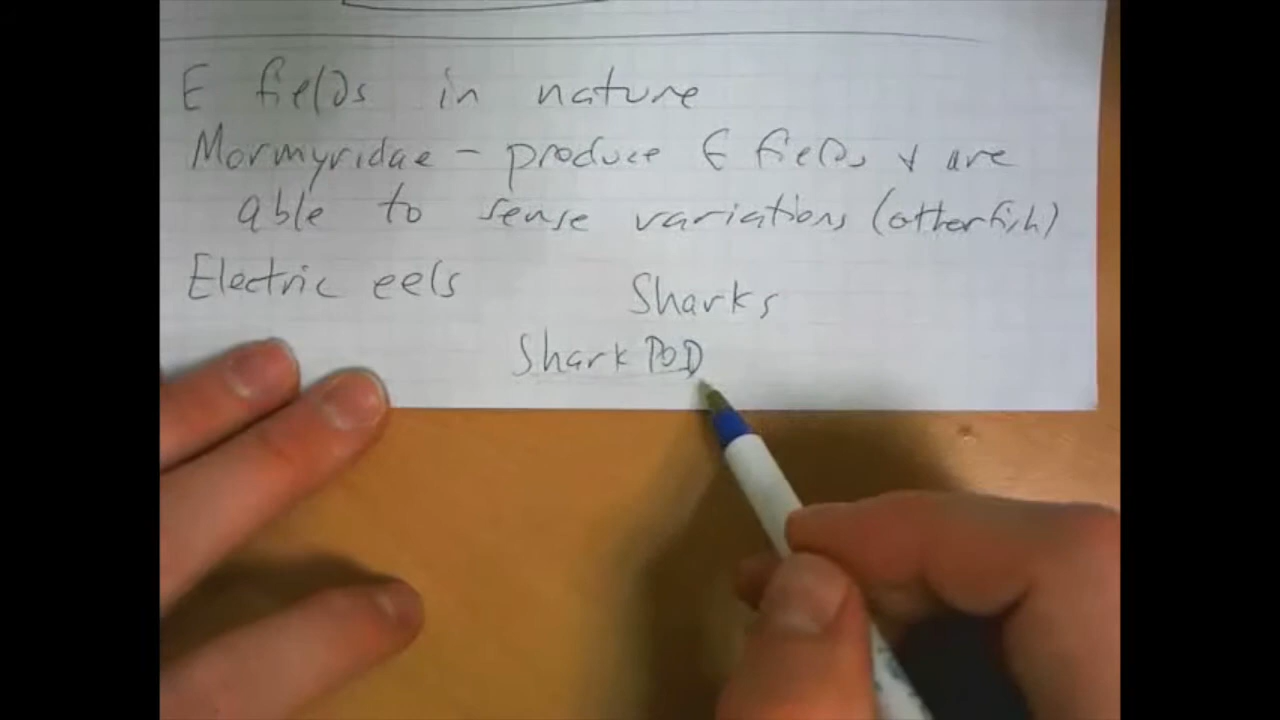 E fields in nature
Mormyridae - produce E fields & are
able to sense variations (other fish)
Electric eels
Sharks
Shark POD